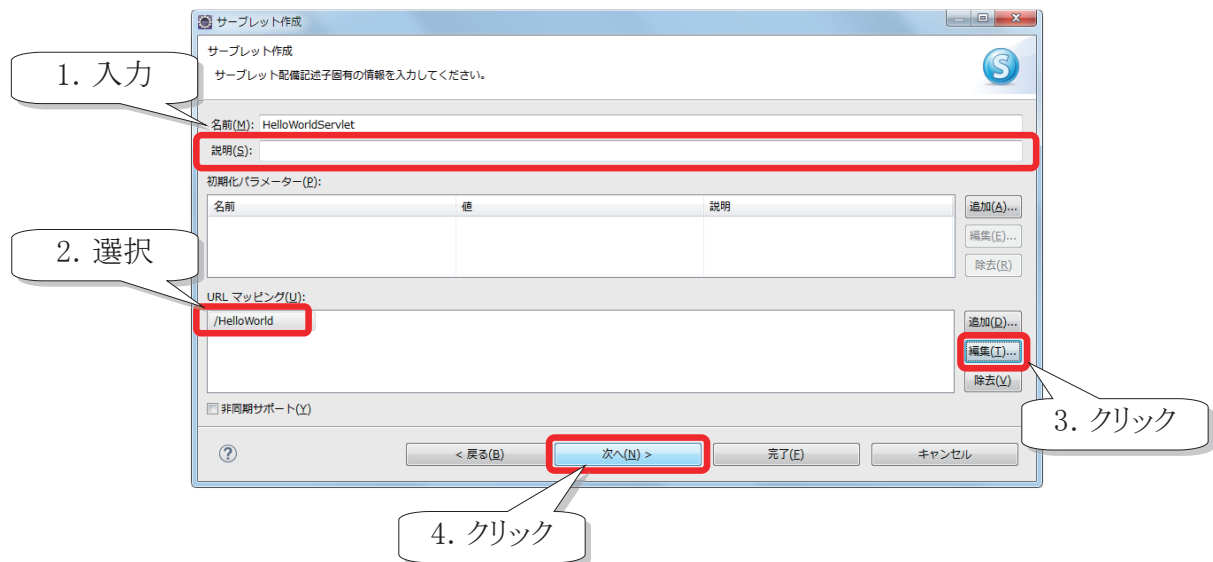 サーブレット作成
サーブレット作成
サーブレット配備記述子固有の情報を入力してください。
1. 入力
名前(M): HelloWorldServlet
説明(S):
初期化パラメーター(P):
名前 値 説明
追加(A)...
編集(E)...
除去(R)
2. 選択
URL マッピング(U):
/HelloWorld
追加(D)...
編集(T)...
除去(V)
非同期サポート(Y)
3. クリック
< 戻る(B) 次へ(N) > 完了(F) キャンセル
4. クリック